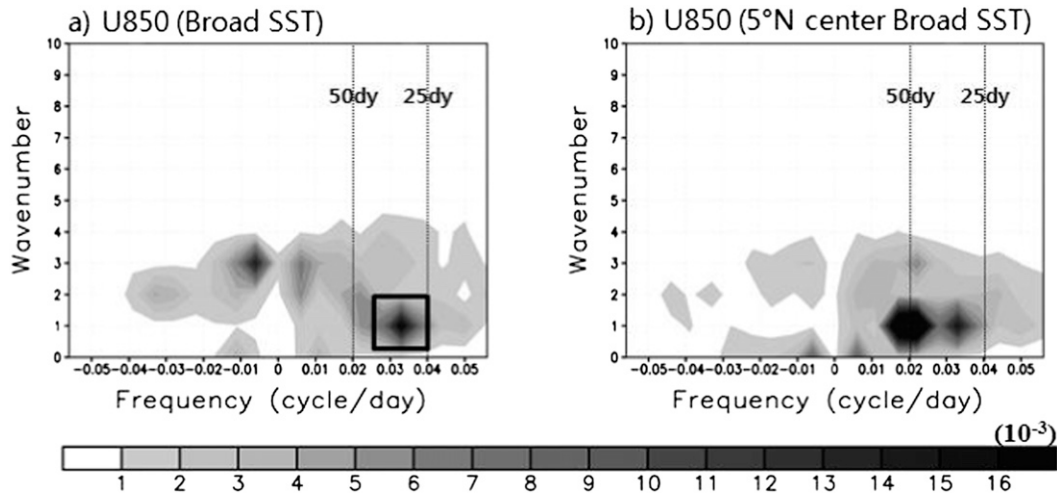 a) U850 (Broad SST)
b) U850 (5°N center Broad SST)
10
9
8
7
6
5
4
3
2
1
0
Wavenumber
50dy 25dy
-0.05 -0.04 -0.03 -0.02 -0.01 0 0.01 0.02 0.03 0.04 0.05
Frequency (cycle/day)
10
9
8
7
6
5
4
3
2
1
0
Wavenumber
50dy 25dy
-0.05 -0.04 -0.03 -0.02 -0.01 0 0.01 0.02 0.03 0.04 0.05
Frequency (cycle/day)
(10-3)
1 2 3 4 5 6 7 8 9 10 11 12 13 14 15 16